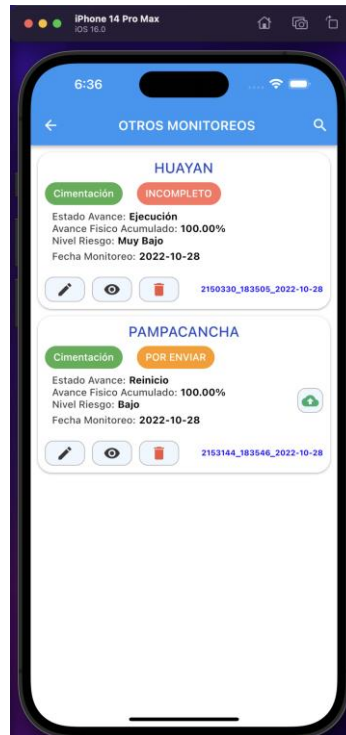 iPhone 14 Pro Max
iOS 16.0
6:36
OTROS MONITOREOS
HUAYAN
Cimentación INCOMPLETO
Estado Avance: Ejecución
Avance Fisico Acumulado: 100.00%
Nivel Riesgo: Muy Bajo
Fecha Monitoreo: 2022-10-28
2150330_183505_2022-10-28
PAMPACANCHA
Cimentación POR ENVIAR
Estado Avance: Reinicio
Avance Fisico Acumulado: 100.00%
Nivel Riesgo: Bajo
Fecha Monitoreo: 2022-10-28
2153144_183546_2022-10-28